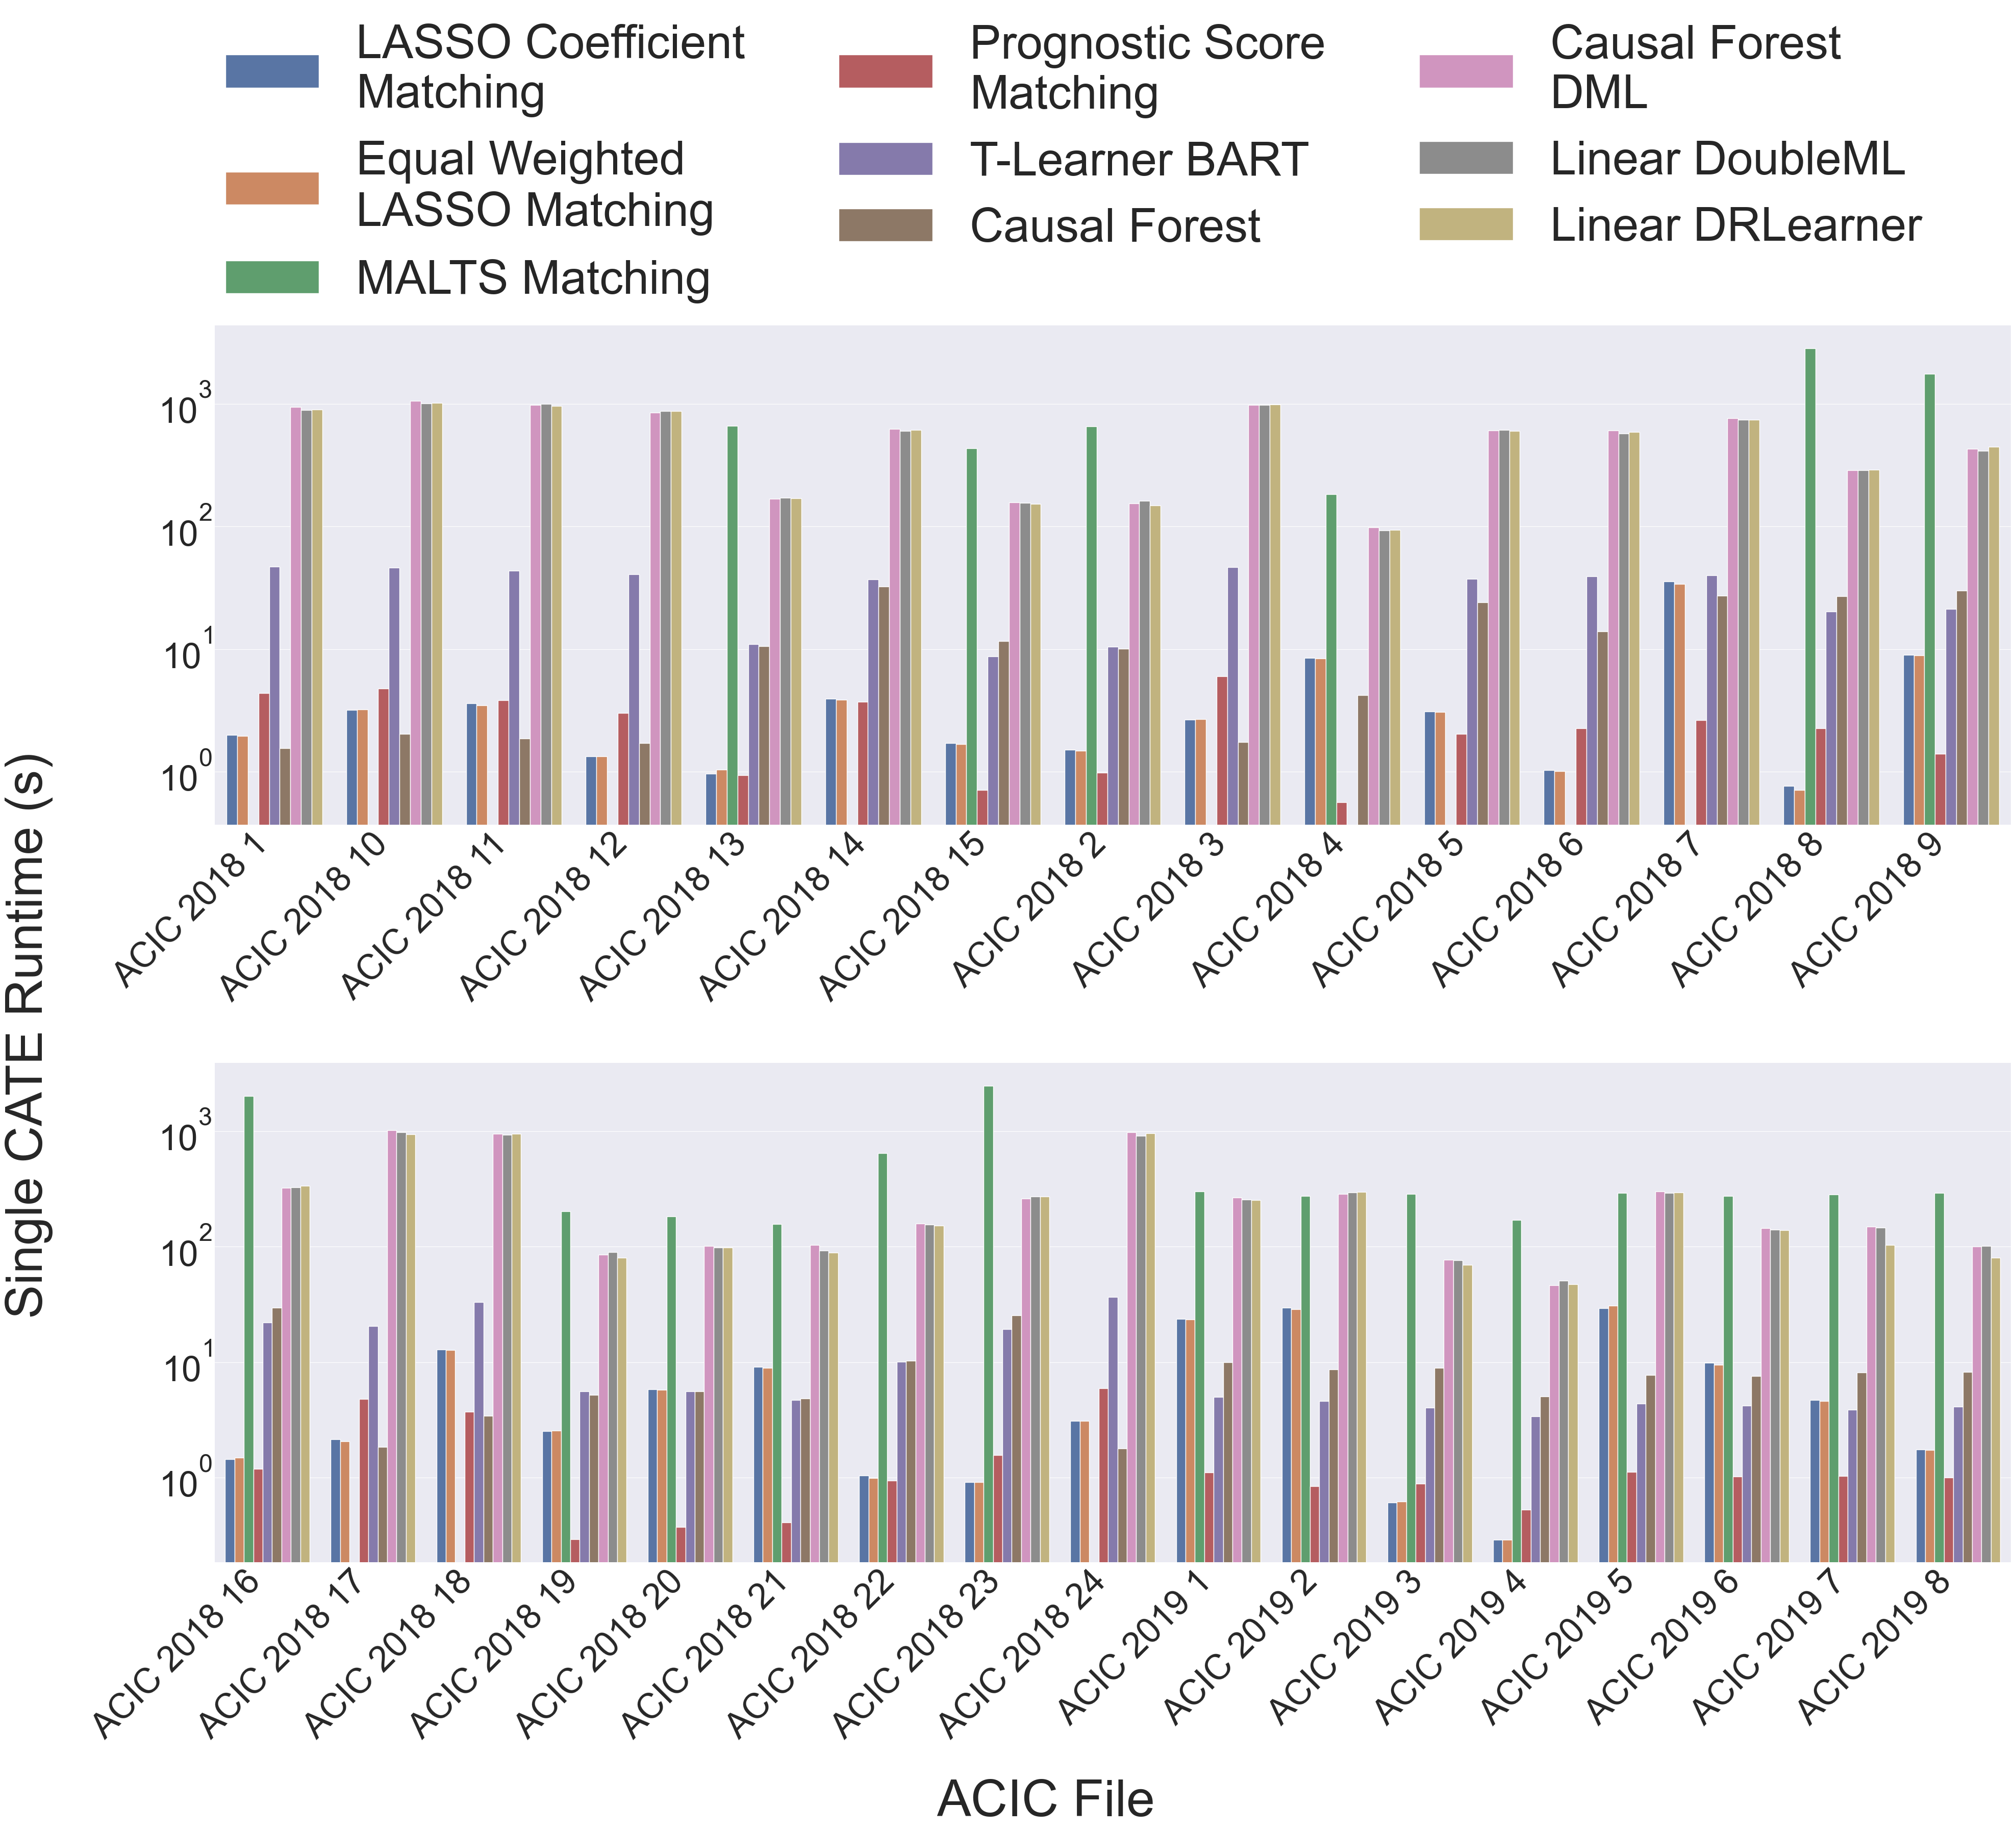 LASSO Coefficient
Matching
Equal Weighted
LASSO Matching
MALTS Matching
Prognostic Score
Matching
T-Learner BART
Causal Forest
Causal Forest
DML
Linear DoubleML
Linear DRLearner
Single CATE Runtime (s)
10^3
10^2
10^1
10^0
ACIC 2018 1
ACIC 2018 10
ACIC 2018 11
ACIC 2018 12
ACIC 2018 13
ACIC 2018 14
ACIC 2018 15
ACIC 2018 2
ACIC 2018 3
ACIC 2018 4
ACIC 2018 5
ACIC 2018 6
ACIC 2018 7
ACIC 2018 8
ACIC 2018 9
10^3
10^2
10^1
10^0
ACIC 2018 16
ACIC 2018 17
ACIC 2018 18
ACIC 2018 19
ACIC 2018 20
ACIC 2018 21
ACIC 2018 22
ACIC 2018 23
ACIC 2018 24
ACIC 2019 1
ACIC 2019 2
ACIC 2019 3
ACIC 2019 4
ACIC 2019 5
ACIC 2019 6
ACIC 2019 7
ACIC 2019 8
ACIC File